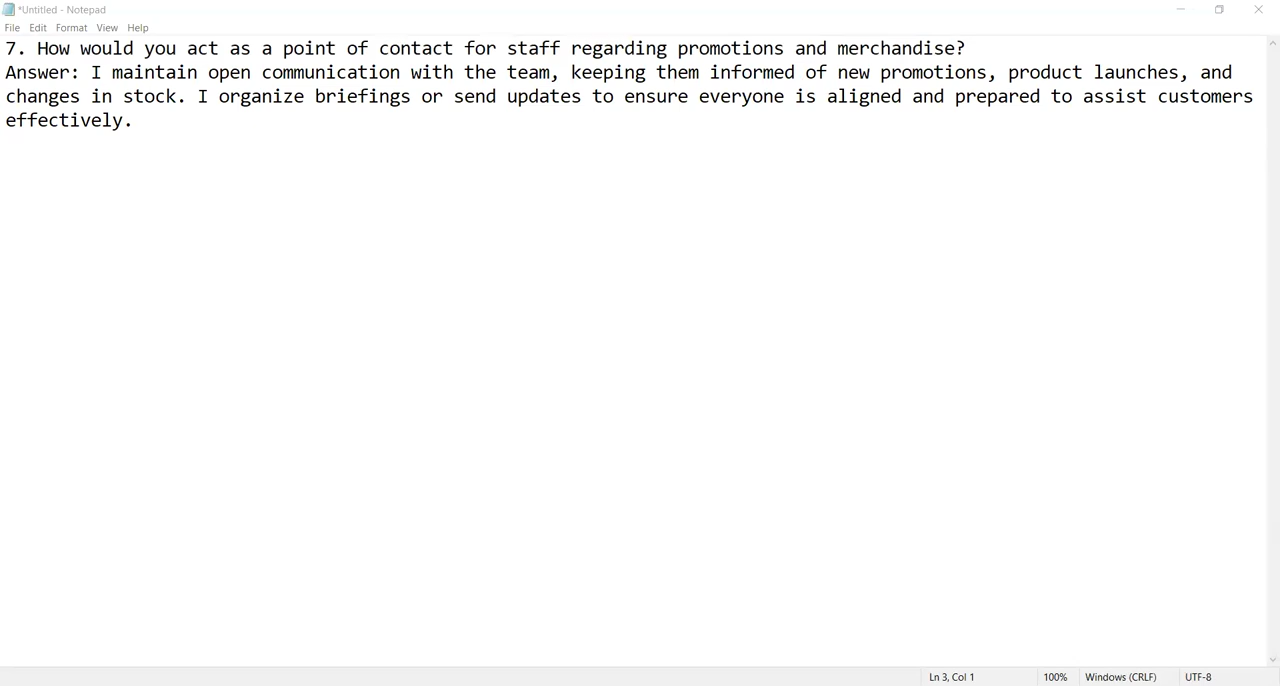 *Untitled - Notepad
File Edit Format View Help
7. How would you act as a point of contact for staff regarding promotions and merchandise?
Answer: I maintain open communication with the team, keeping them informed of new promotions, product launches, and
changes in stock. I organize briefings or send updates to ensure everyone is aligned and prepared to assist customers
effectively.
Ln 3, Col 1 100% Windows (CRLF) UTF-8